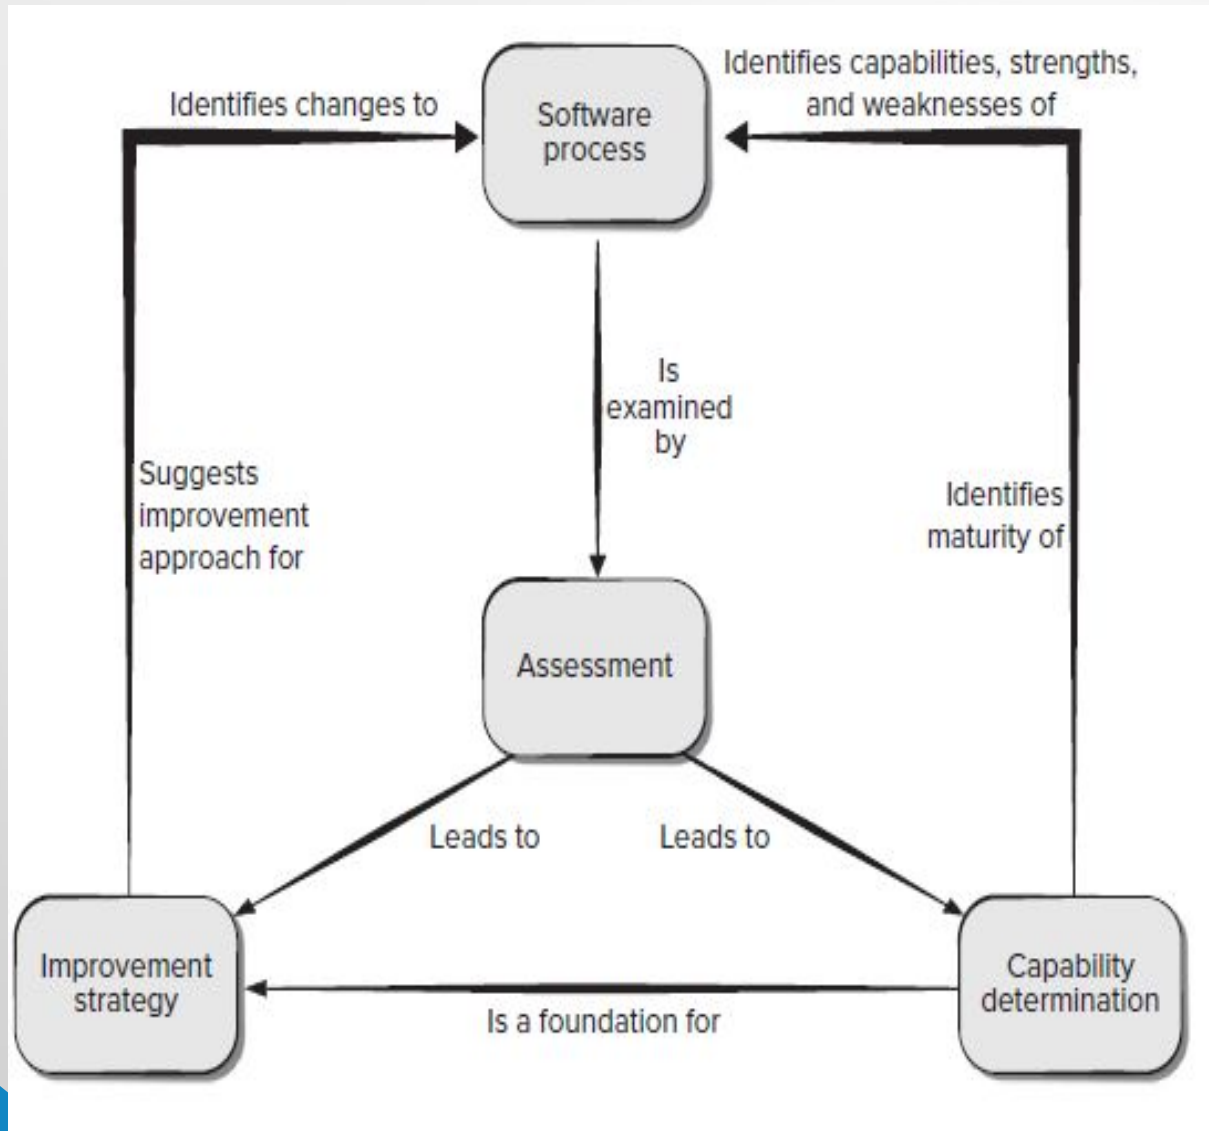 Identifies capabilities, strengths,
and weaknesses of
Identifies changes to
Software
process
Is
examined
by
Suggests
improvement
approach for
Identifies
maturity of
Assessment
Leads to
Leads to
Improvement
strategy
Capability
determination
Is a foundation for